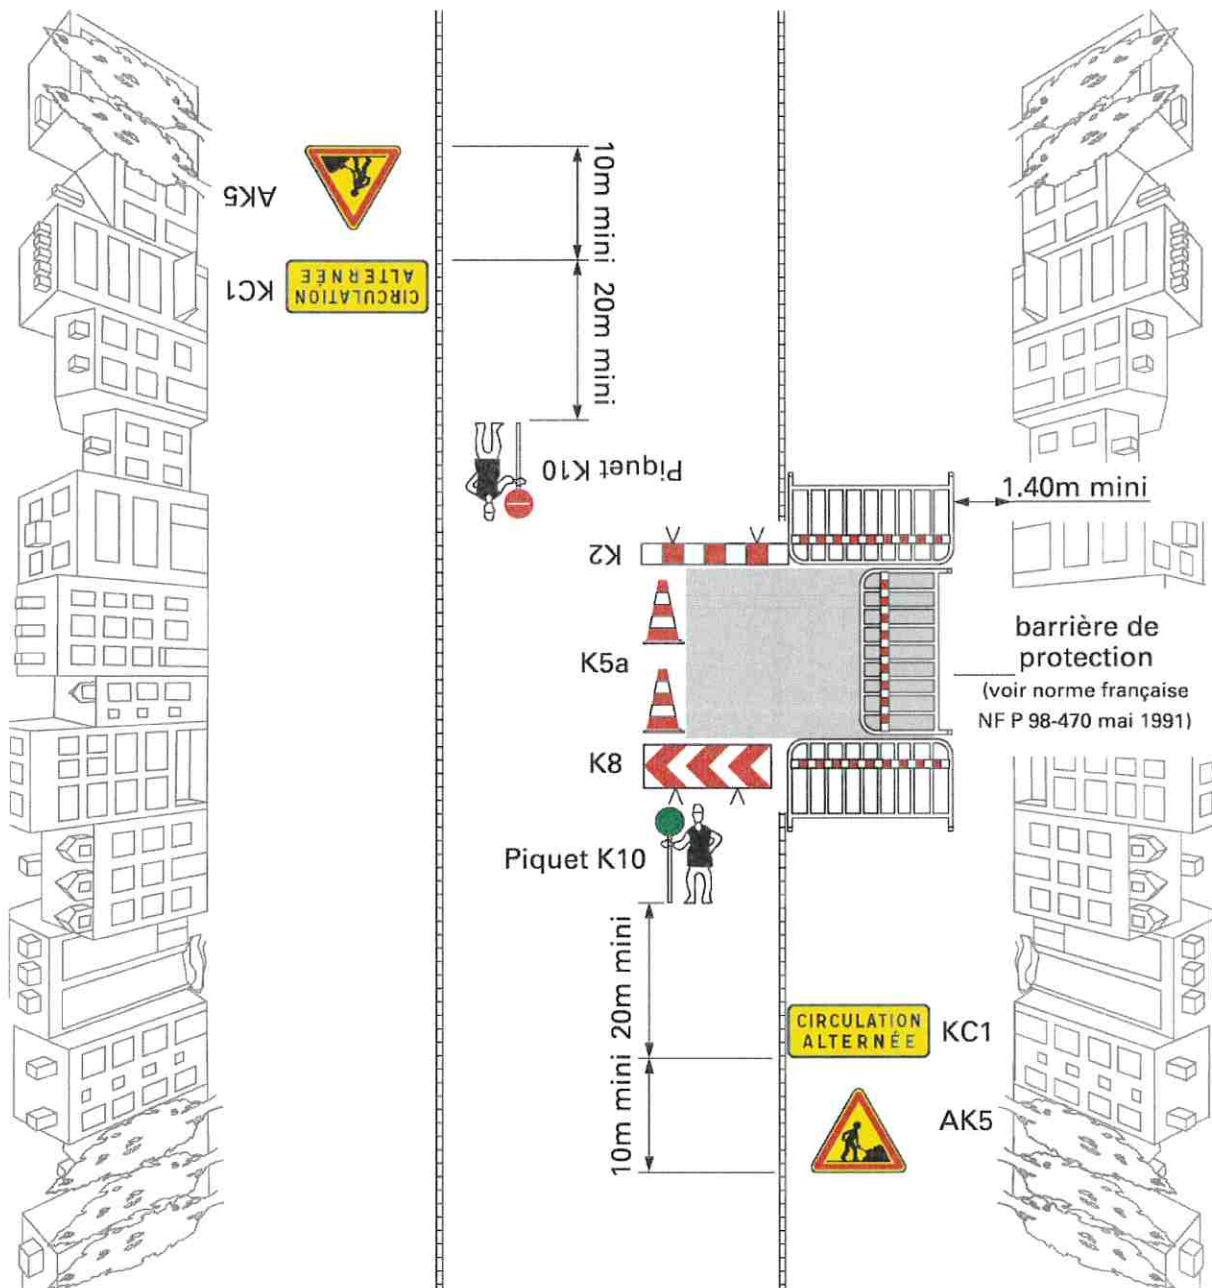 10m mini
AK5
CIRCULATION
ALTERNÉE
KC1
20m mini
Piquet K10
1.40m mini
K2
barrière de
protection
(voir norme française
NF P 98-470 mai 1991)
K5a
K8
Piquet K10
20m mini
CIRCULATION
ALTERNÉE
KC1
10m mini
AK5